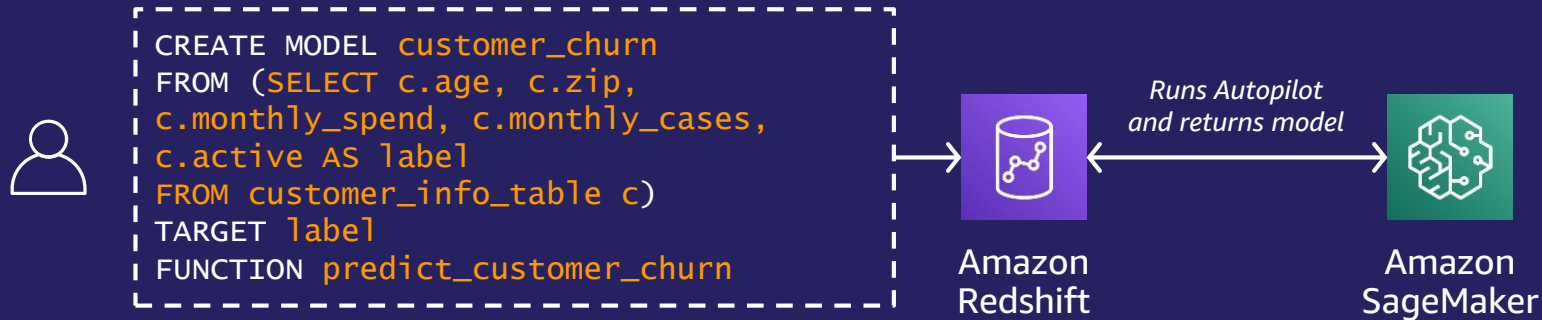 CREATE MODEL customer_churn
FROM (SELECT c.age, c.zip,
c.monthly_spend, c.monthly_cases,
c.active AS label
FROM customer_info_table c)
TARGET label
FUNCTION predict_customer_churn
Runs Autopilot
and returns model
Amazon
Redshift
Amazon
SageMaker